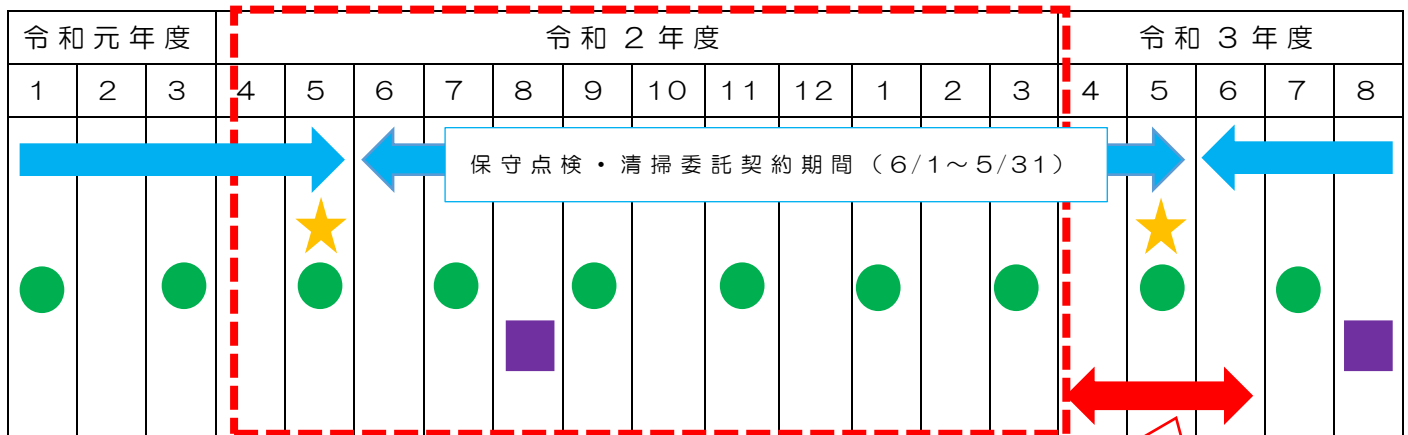 令和元年度 令和２年度 令和３年度
１ ２ ３ ４ ５ ６ ７ ８ ９ １０ １１ １２ １ ２ ３ ４ ５ ６ ７ ８
保守点検・清掃委託契約期間（６/１～５/３１）